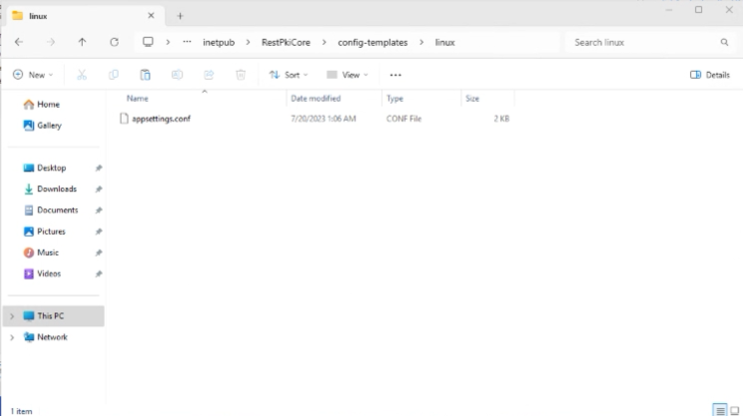 linux
inetpub > RestPkiCore > config-templates > linux
Search linux
New
Sort
View
Details
Name Date modified Type Size
appsettings.conf 7/20/2023 1:06 AM CONF File 2 KB
Home
Gallery
Desktop
Downloads
Documents
Pictures
Music
Videos
This PC
Network
1 item